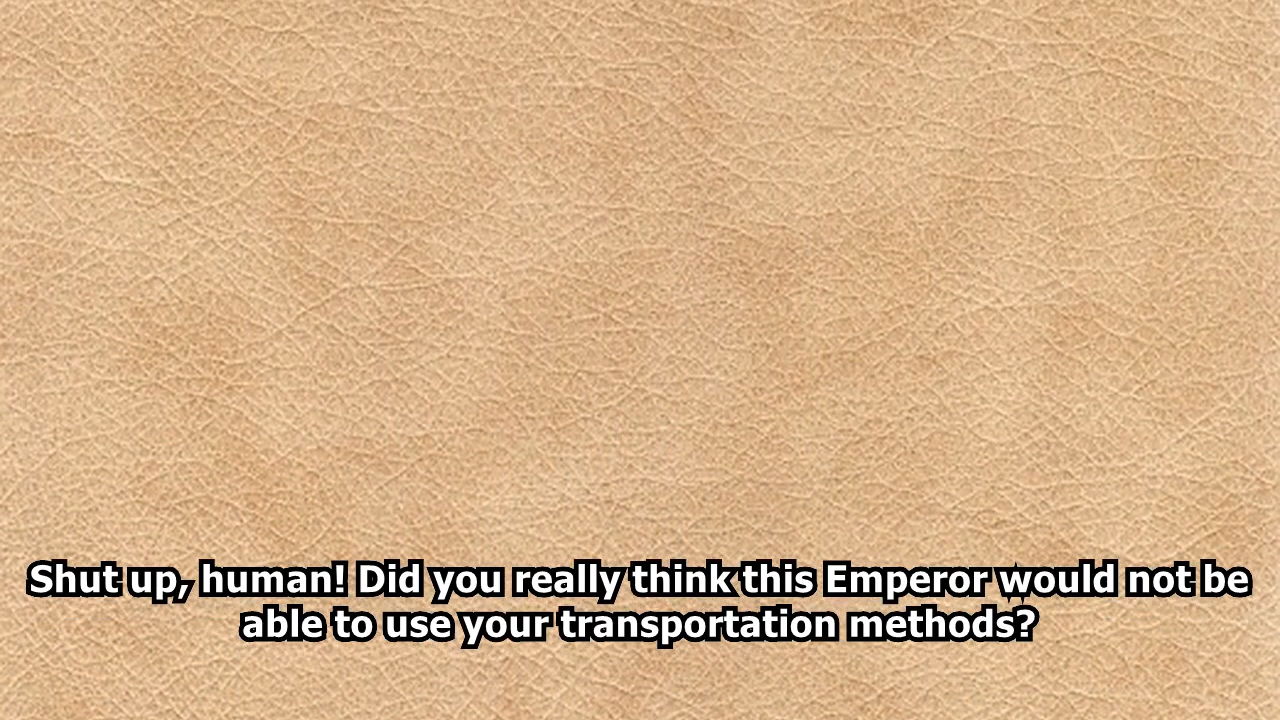 Shut up, human! Did you really think this Emperor would not be
able to use your transportation methods?